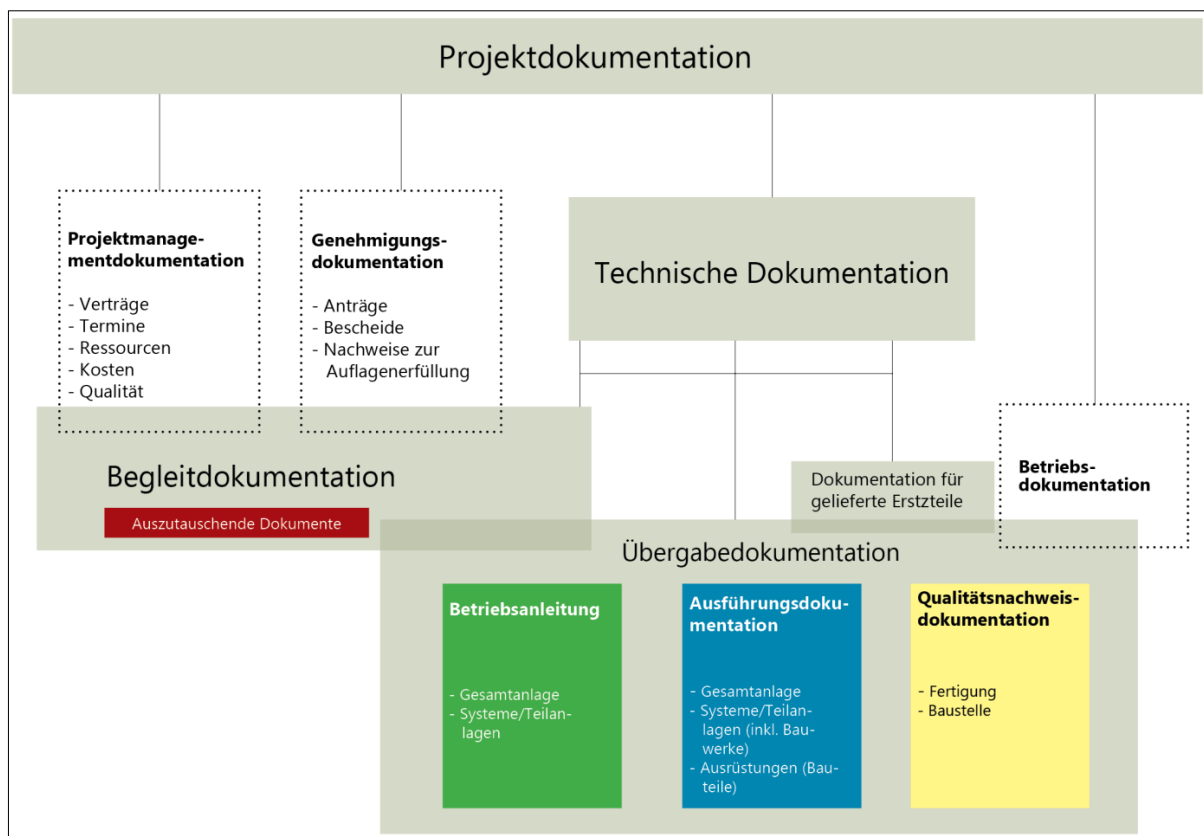 Projektdokumentation
Projektmanage-
mentdokumentation
- Verträge
- Termine
- Ressourcen
- Kosten
- Qualität
Genehmigungs-
dokumentation
- Anträge
- Bescheide
- Nachweise zur
Auflagenerfüllung
Technische Dokumentation
Begleitdokumentation
Auszutauschende Dokumente
Dokumentation für
gelieferte Erstzteile
Betriebs-
dokumentation
Übergabedokumentation
Betriebsanleitung
- Gesamtanlage
- Systeme/Teilan-
lagen
Ausführungsdoku-
mentation
- Gesamtanlage
- Systeme/Teilan-
lagen (inkl. Bau-
werke)
- Ausrüstungen (Bau-
teile)
Qualitätsnachweis-
dokumentation
- Fertigung
- Baustelle